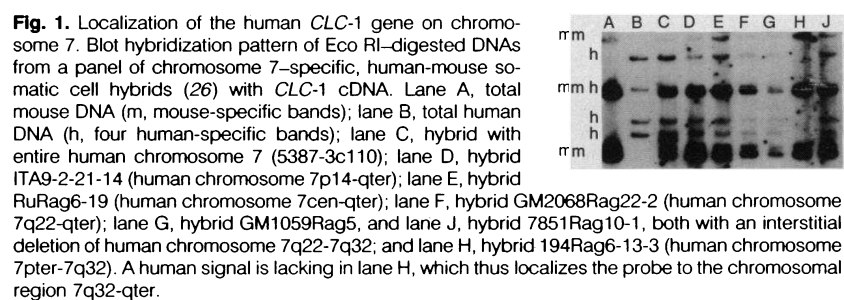 Fig. 1. Localization of the human CLC-1 gene on chromo-
some 7. Blot hybridization pattern of Eco RI–digested DNAs
from a panel of chromosome 7–specific, human-mouse so-
matic cell hybrids (26) with CLC-1 cDNA. Lane A, total
mouse DNA (m, mouse-specific bands); lane B, total human
DNA (h, four human-specific bands); lane C, hybrid with
entire human chromosome 7 (5387-3c110); lane D, hybrid
ITA9-2-21-14 (human chromosome 7p14-qter); lane E, hybrid
RuRag6-19 (human chromosome 7cen-qter); lane F, hybrid GM2068Rag22-2 (human chromosome
7q22-qter); lane G, hybrid GM1059Rag5, and lane J, hybrid 7851Rag10-1, both with an interstitial
deletion of human chromosome 7q22-7q32; and lane H, hybrid 194Rag6-13-3 (human chromosome
7pter-7q32). A human signal is lacking in lane H, which thus localizes the probe to the chromosomal
region 7q32-qter.
A B C D E F G H J
m
h
m h
h
h
m